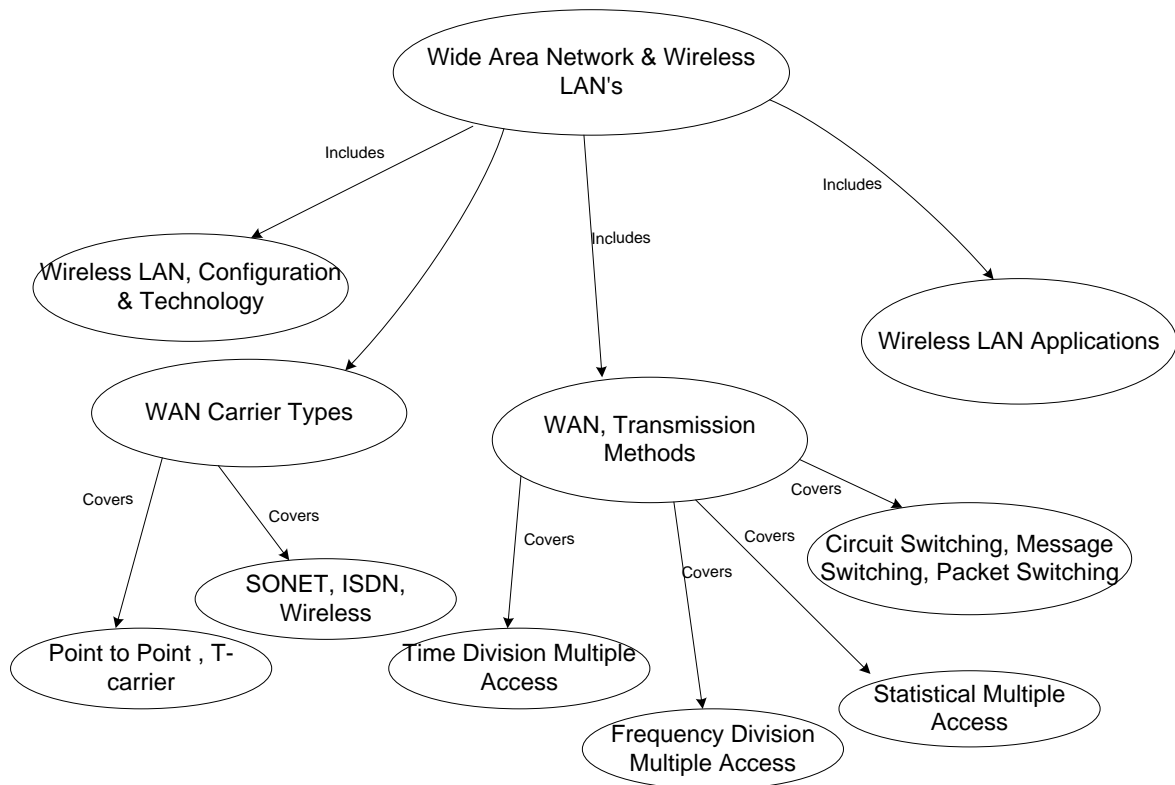 Wide Area Network & Wireless
LAN's
Includes
Includes
Includes
Wireless LAN, Configuration
& Technology
Wireless LAN Applications
WAN Carrier Types
WAN, Transmission
Methods
Covers
Covers
Covers
Covers
Covers
Covers
Circuit Switching, Message
Switching, Packet Switching
SONET, ISDN,
Wireless
Point to Point , T-
carrier
Time Division Multiple
Access
Statistical Multiple
Access
Frequency Division
Multiple Access